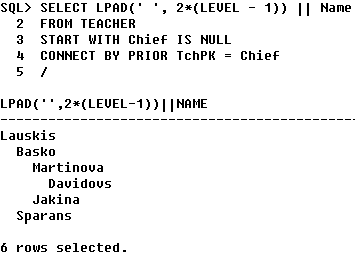 SQL> SELECT LPAD(' ', 2*(LEVEL - 1)) || Name
2 FROM TEACHER
3 START WITH Chief IS NULL
4 CONNECT BY PRIOR TchPK = Chief
5 /
LPAD('',2*(LEVEL-1))||NAME
--------------------------------------------
Lauskis
Basko
Martinova
Davidovs
Jakina
Sparans
6 rows selected.